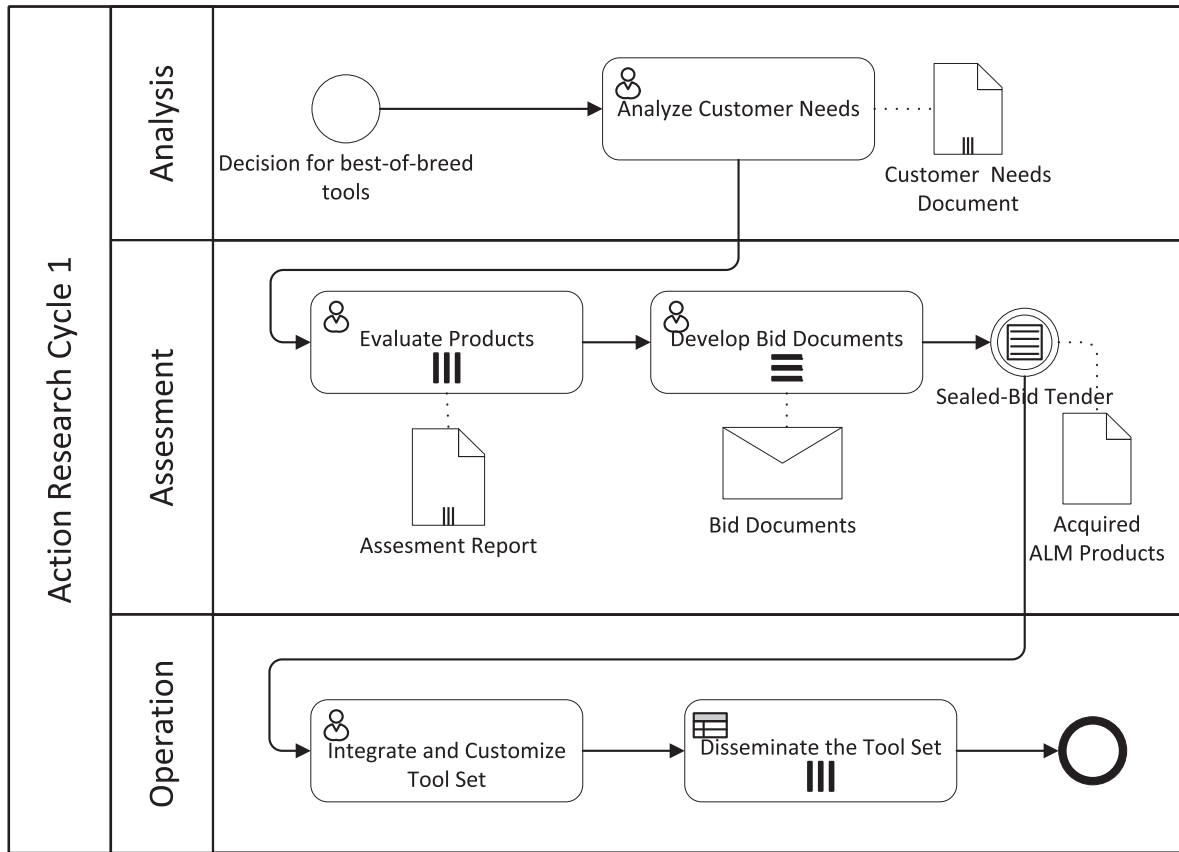 Action Research Cycle 1
Analysis
Decision for best-of-breed
tools
Analyze Customer Needs
Customer Needs
Document
Assesment
Evaluate Products
Assesment Report
Develop Bid Documents
Bid Documents
Sealed-Bid Tender
Acquired
ALM Products
Operation
Integrate and Customize
Tool Set
Disseminate the Tool Set